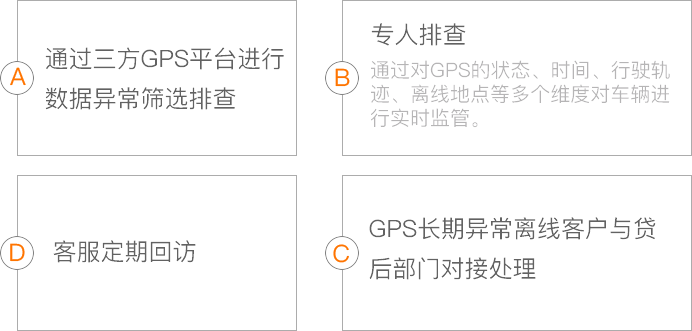 A
通过三方GPS平台进行
数据异常筛选排查
B
专人排查
通过对GPS的状态、时间、行驶轨
迹、离线地点等多个维度对车辆进
行实时监管。
D
客服定期回访
C
GPS长期异常离线客户与贷
后部门对接处理